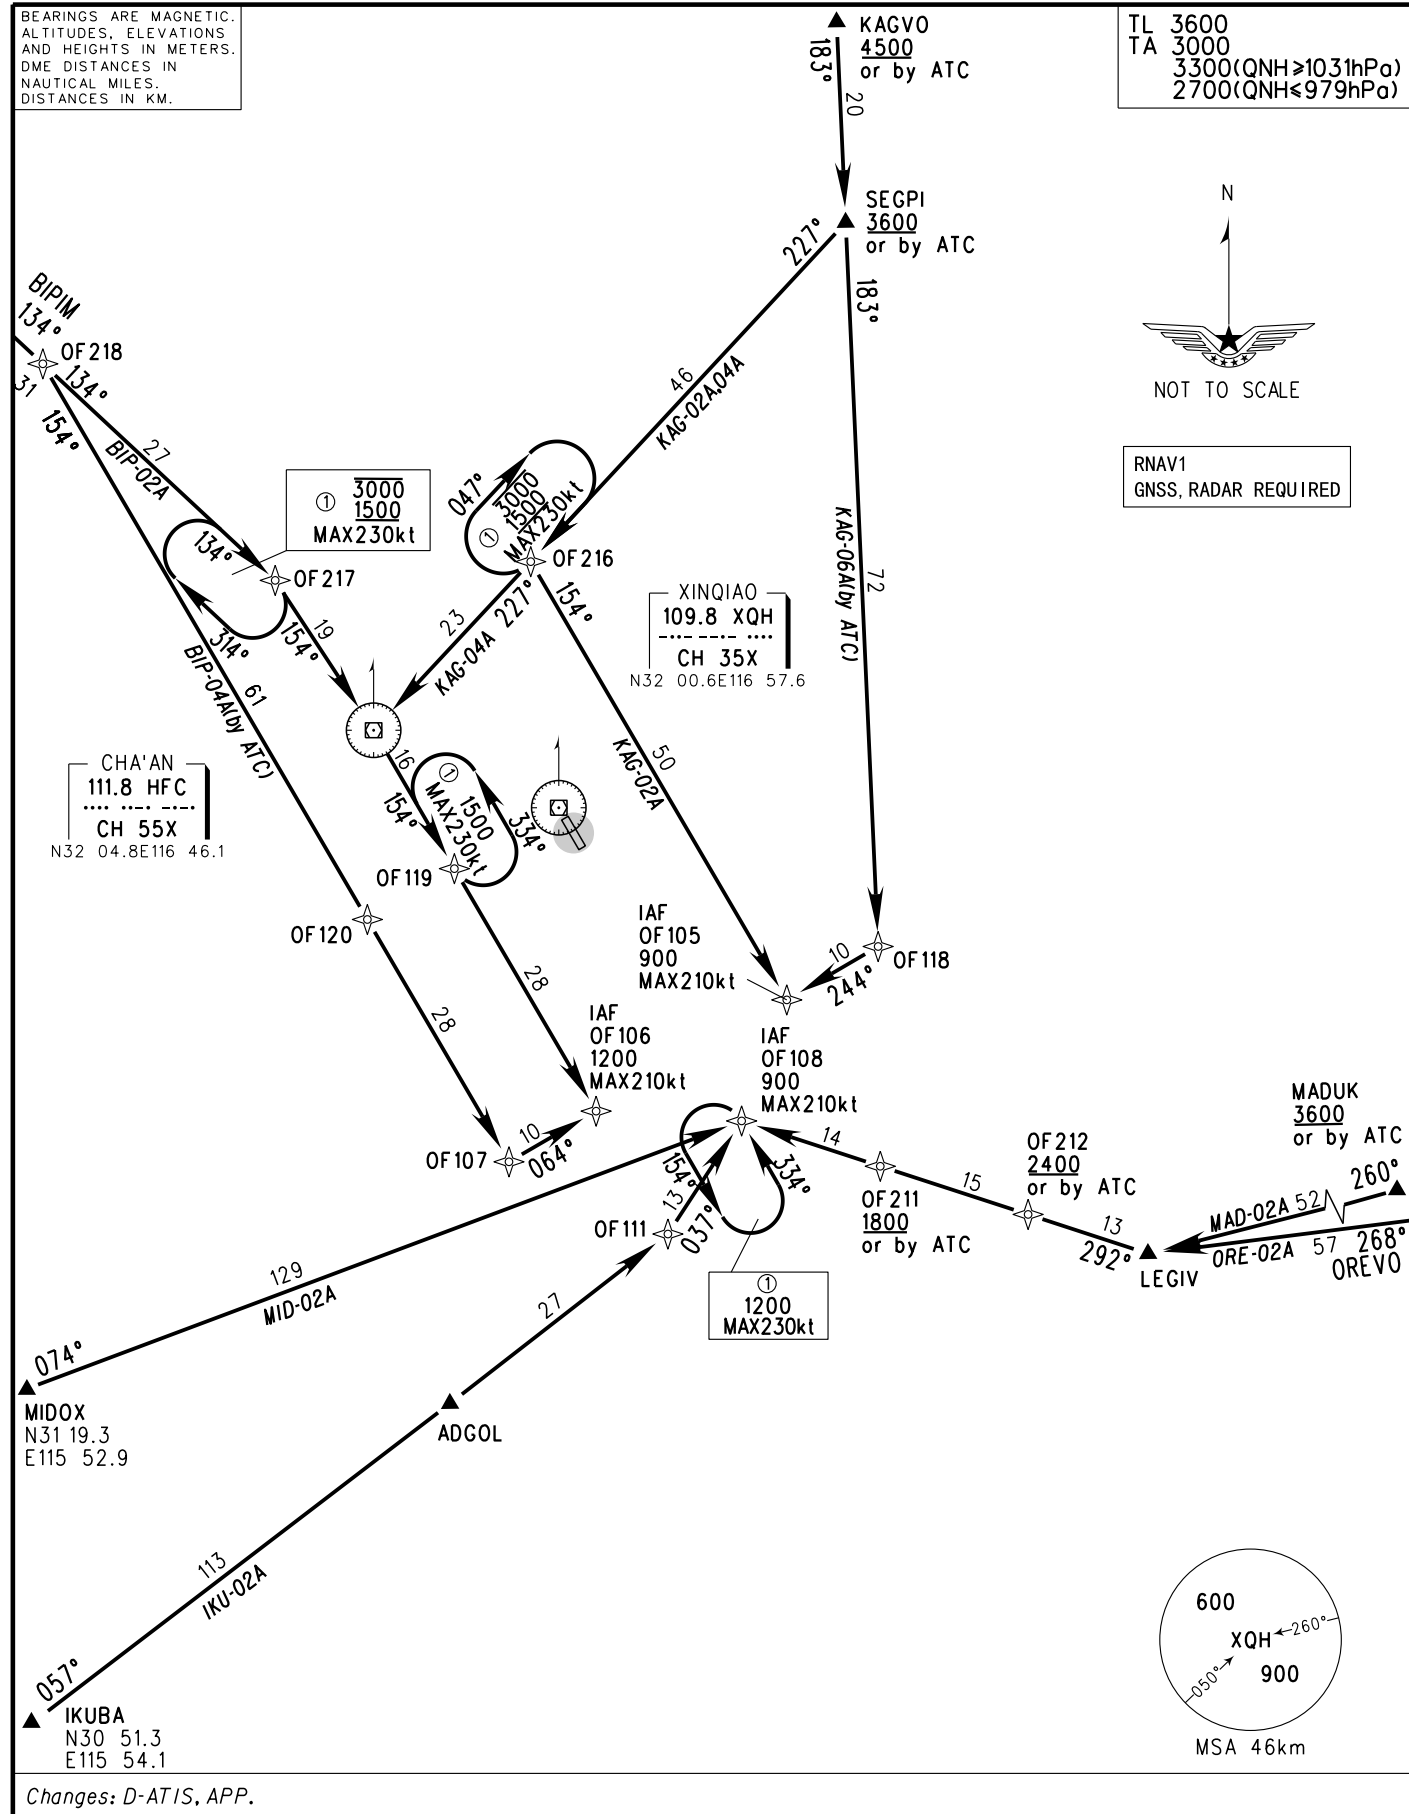 BEARINGS ARE MAGNETIC.
ALTITUDES, ELEVATIONS
AND HEIGHTS IN METERS.
DME DISTANCES IN
NAUTICAL MILES.
DISTANCES IN KM.
KAGVO
4500
or by ATC
183°
20
TL 3600
TA 3000
3300(QNH≥1031hPa)
2700(QNH≤979hPa)
SEGPI
3600
or by ATC
227°
183°
N
NOT TO SCALE
RNAV1
GNSS, RADAR REQUIRED
BIPIM
134°
OF218
31
134°
154°
27
BIP-02A
46
KAG-02A,04A
① 3000
1500
MAX230kt
047°
① 3000
1500
MAX230kt
134°
OF217
OF216
314°
19
154°
23
227°
KAG-04A
154°
XINQIAO
109.8 XQH
-··- --·- ····
CH 35X
N32 00.6E116 57.6
KAG-06A(by ATC)
72
BIP-04A(by ATC)
61
KAG-02A
50
CHA'AN
111.8 HFC
···· ··-· -·-·
CH 55X
N32 04.8E116 46.1
16
154°
① 1500
MAX230kt
334°
OF119
OF120
IAF
OF105
900
MAX210kt
10
244°
OF118
28
28
IAF
OF106
1200
MAX210kt
IAF
OF108
900
MAX210kt
OF107
10
064°
154°
334°
13
037°
OF111
14
OF211
1800
or by ATC
15
OF212
2400
or by ATC
13
292°
LEGIV
MADUK
3600
or by ATC
260°
MAD-02A 52
ORE-02A 57 268°
OREVO
①
1200
MAX230kt
129
MID-02A
27
074°
MIDOX
N31 19.3
E115 52.9
ADGOL
113
IKU-02A
057°
IKUBA
N30 51.3
E115 54.1
600
XQH
260°
050°
900
MSA 46km
Changes: D-ATIS, APP.